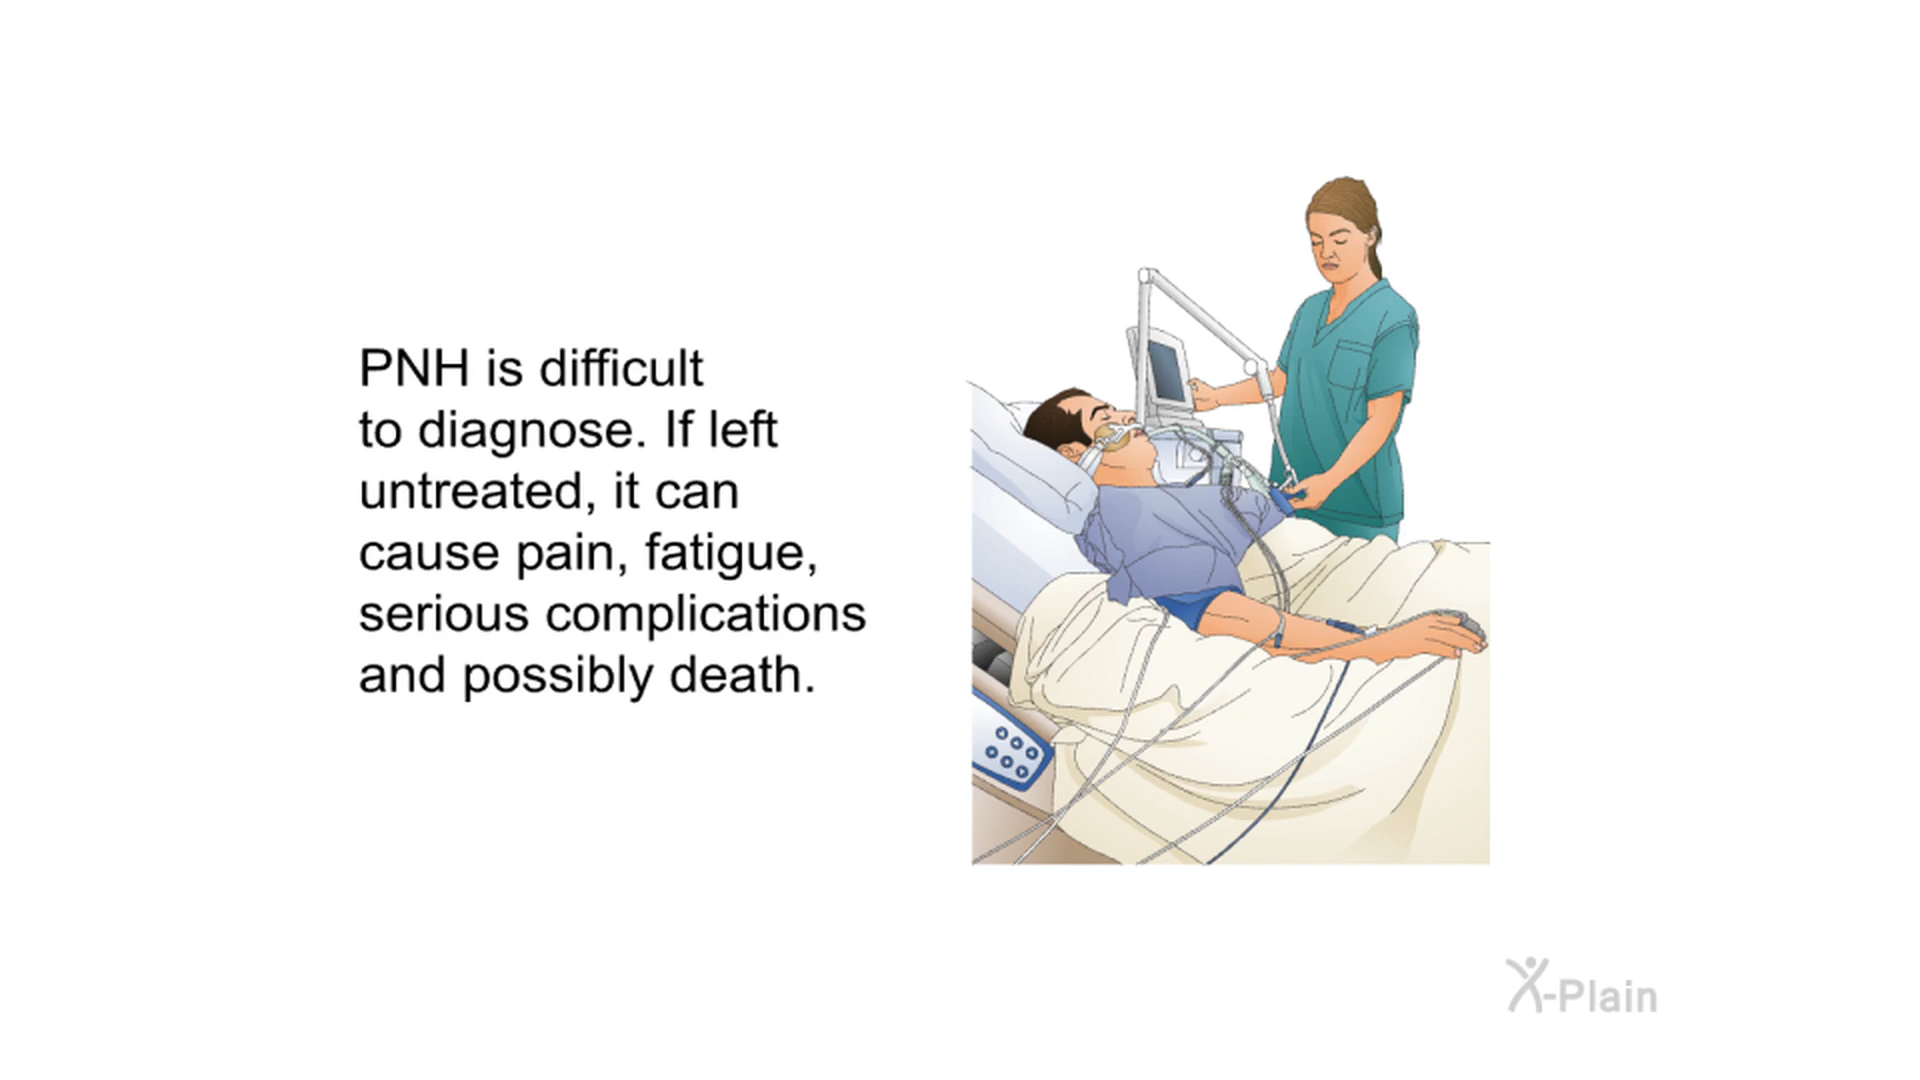 PNH is difficult
to diagnose. If left
untreated, it can
cause pain, fatigue,
serious complications
and possibly death.
X-Plain